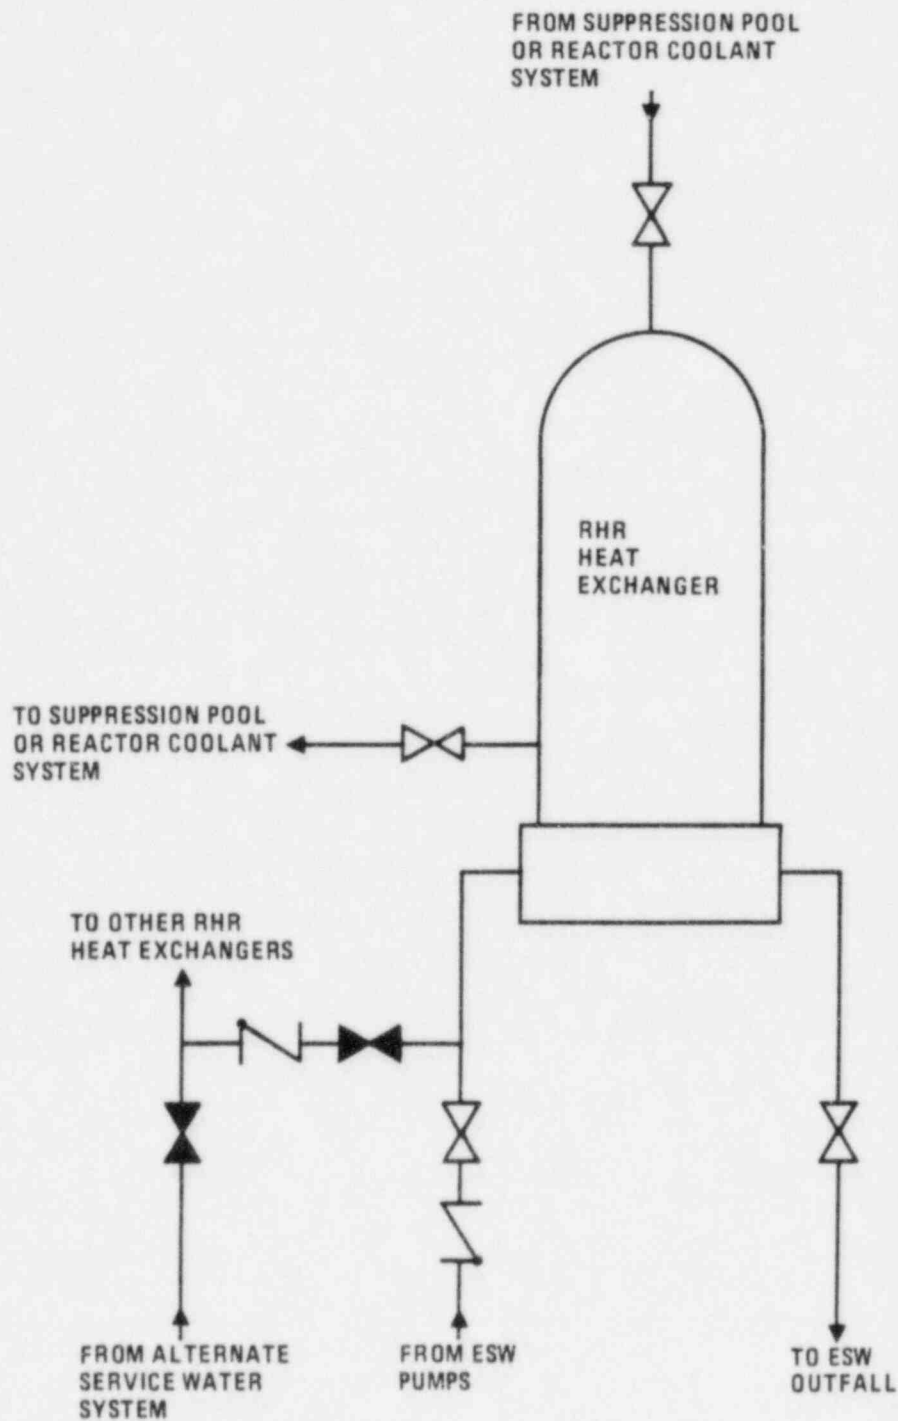 FROM SUPPRESSION POOL
OR REACTOR COOLANT
SYSTEM
RHR
HEAT
EXCHANGER
TO SUPPRESSION POOL
OR REACTOR COOLANT
SYSTEM
TO OTHER RHR
HEAT EXCHANGERS
FROM ALTERNATE
SERVICE WATER
SYSTEM
FROM ESW
PUMPS
TO ESW
OUTFALL